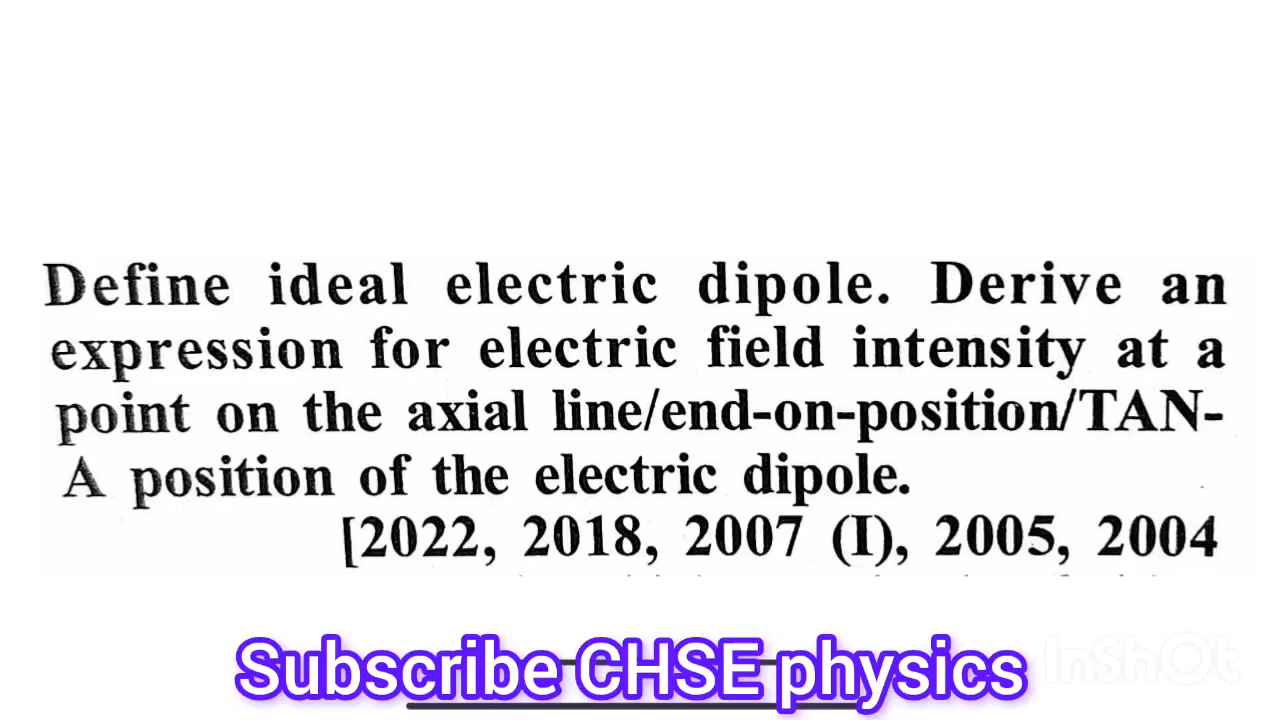 Define ideal electric dipole. Derive an
expression for electric field intensity at a
point on the axial line/end-on-position/TAN-
A position of the electric dipole.
[2022, 2018, 2007 (I), 2005, 2004
Subscribe CHSE physics
InShOt